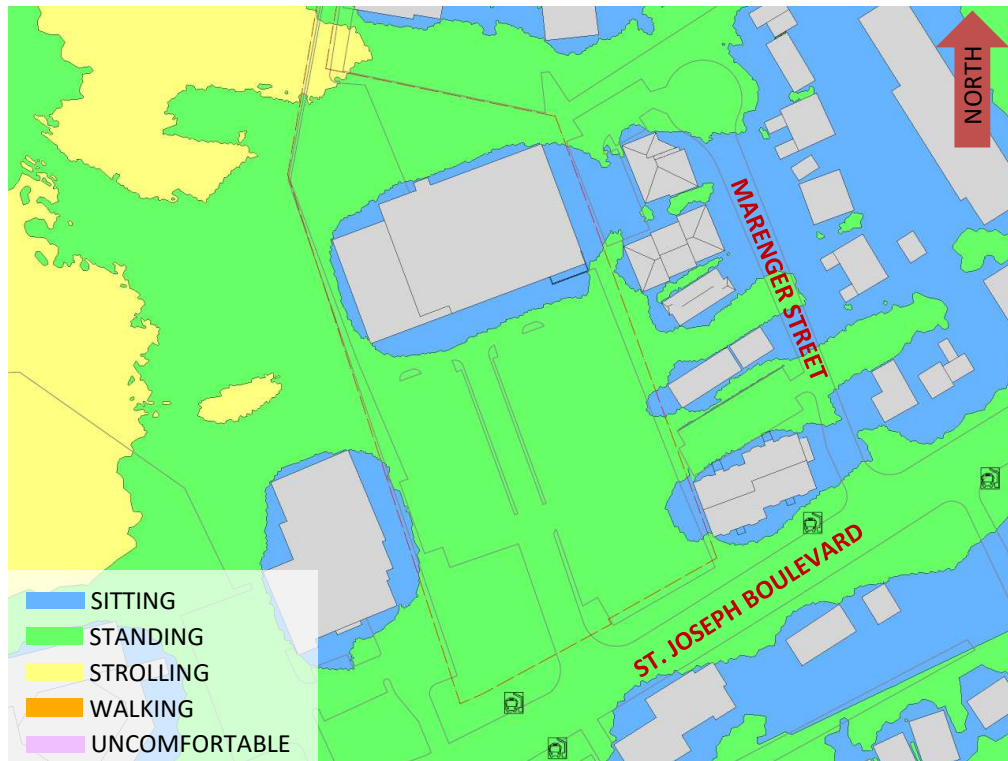 NORTH
MARENGER STREET
ST. JOSEPH BOULEVARD
SITTING
STANDING
STROLLING
WALKING
UNCOMFORTABLE